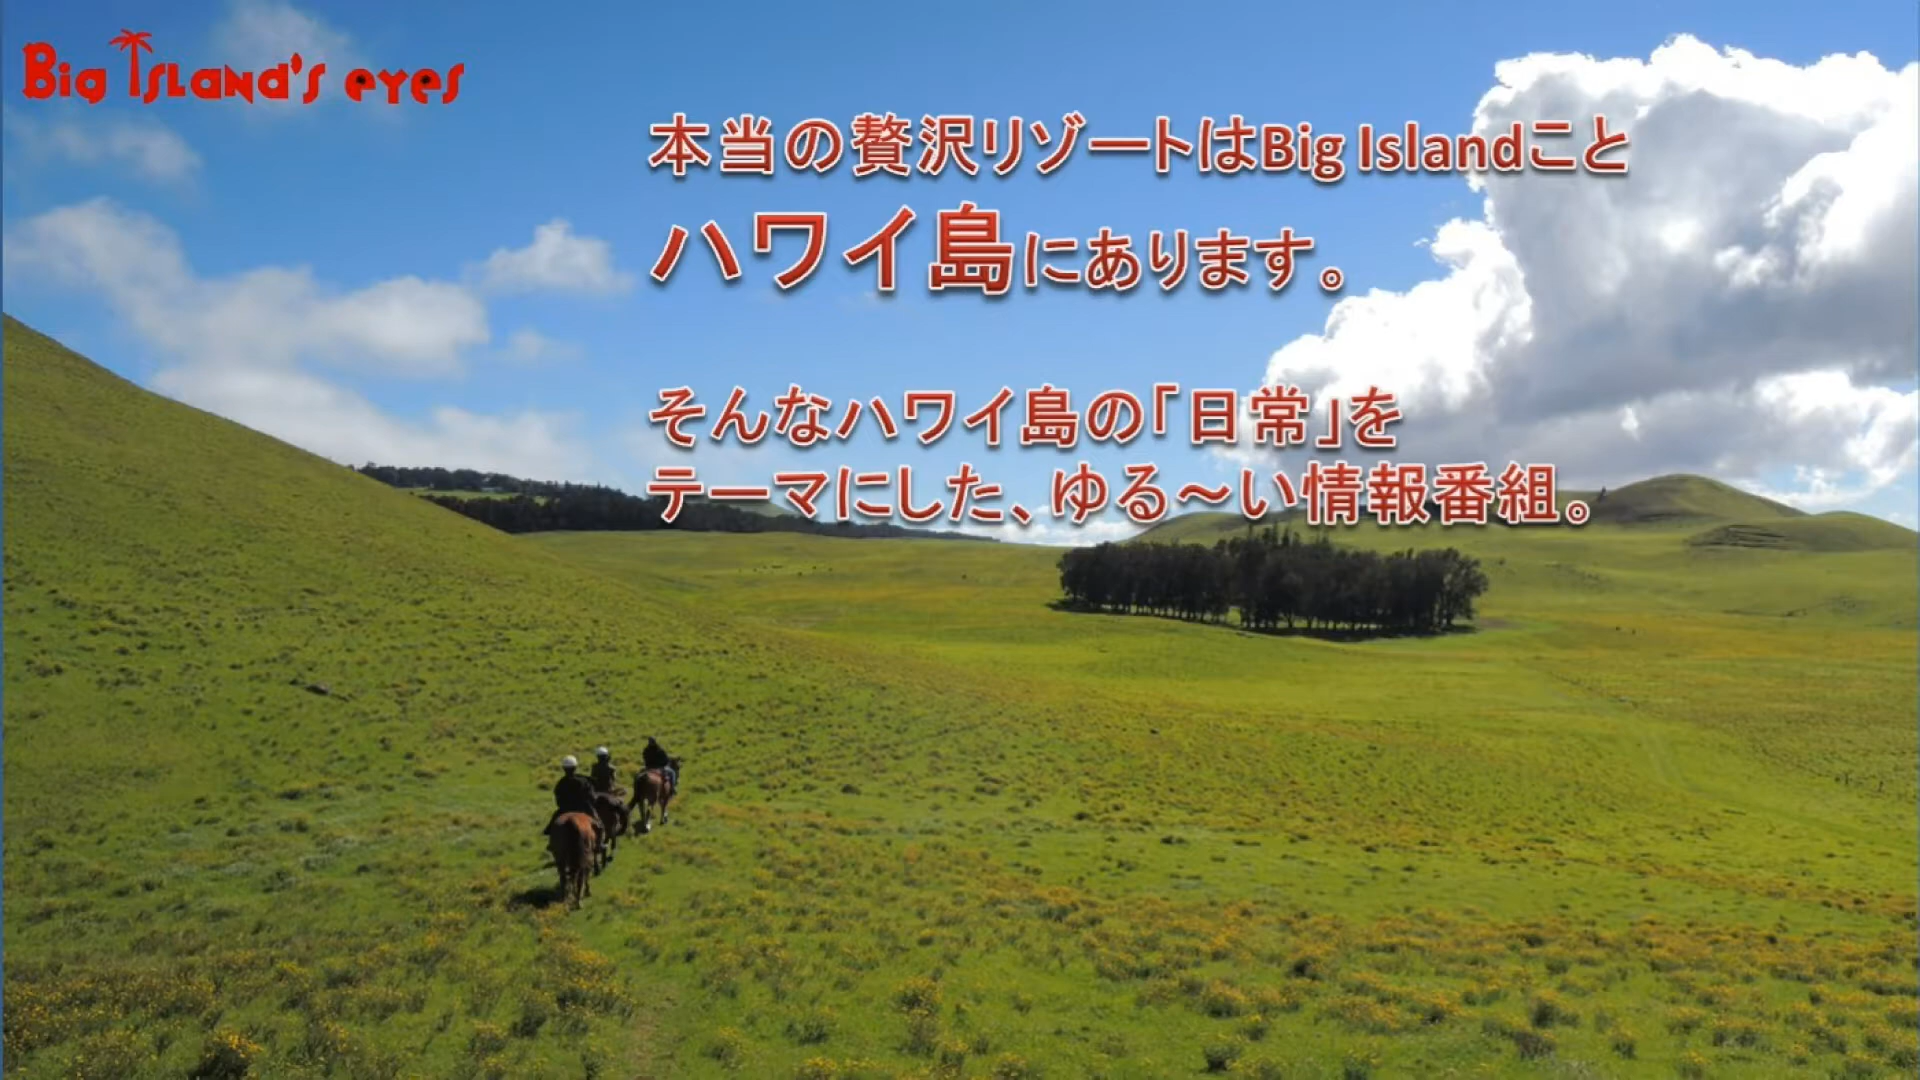 Big Island's eyes
本当の贅沢リゾートはBig Islandこと
ハワイ島にあります。
そんなハワイ島の「日常」を
テーマにした、ゆる～い情報番組。